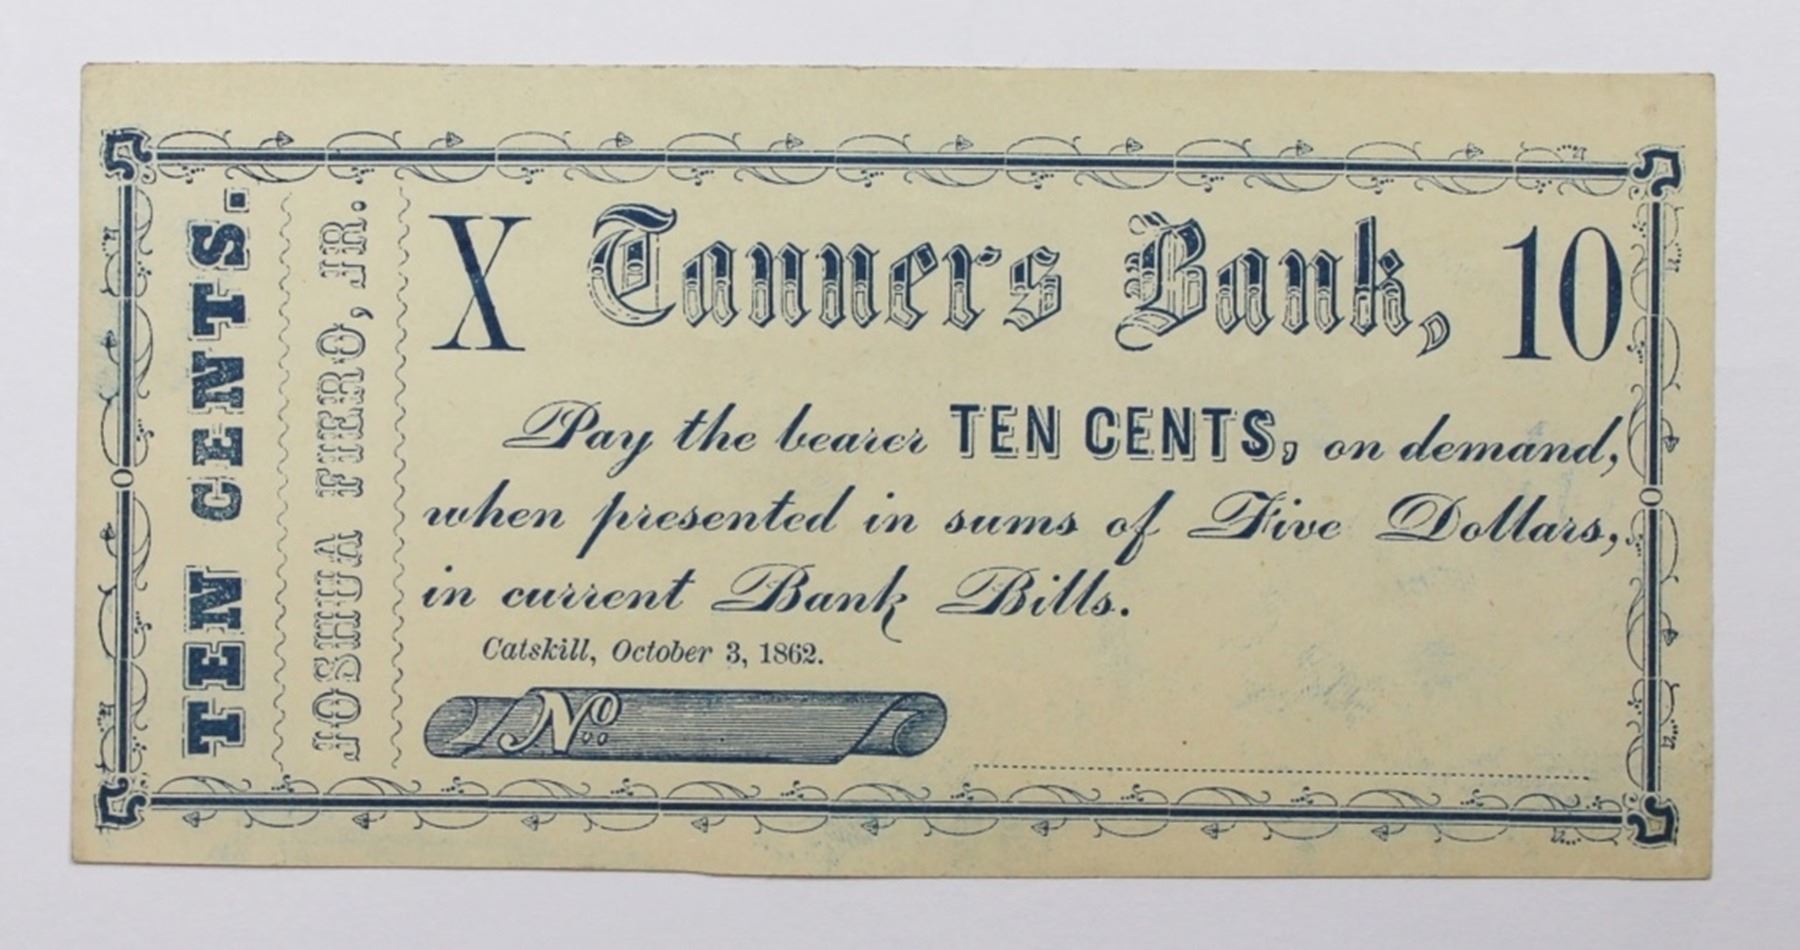 TEN CENTS.
JOSHUA FIERO, JR.
X Tanners Bank, 10
Pay the bearer TEN CENTS, on demand,
when presented in sums of Five Dollars,
in current Bank Bills.
Catskill, October 3, 1862.
No.